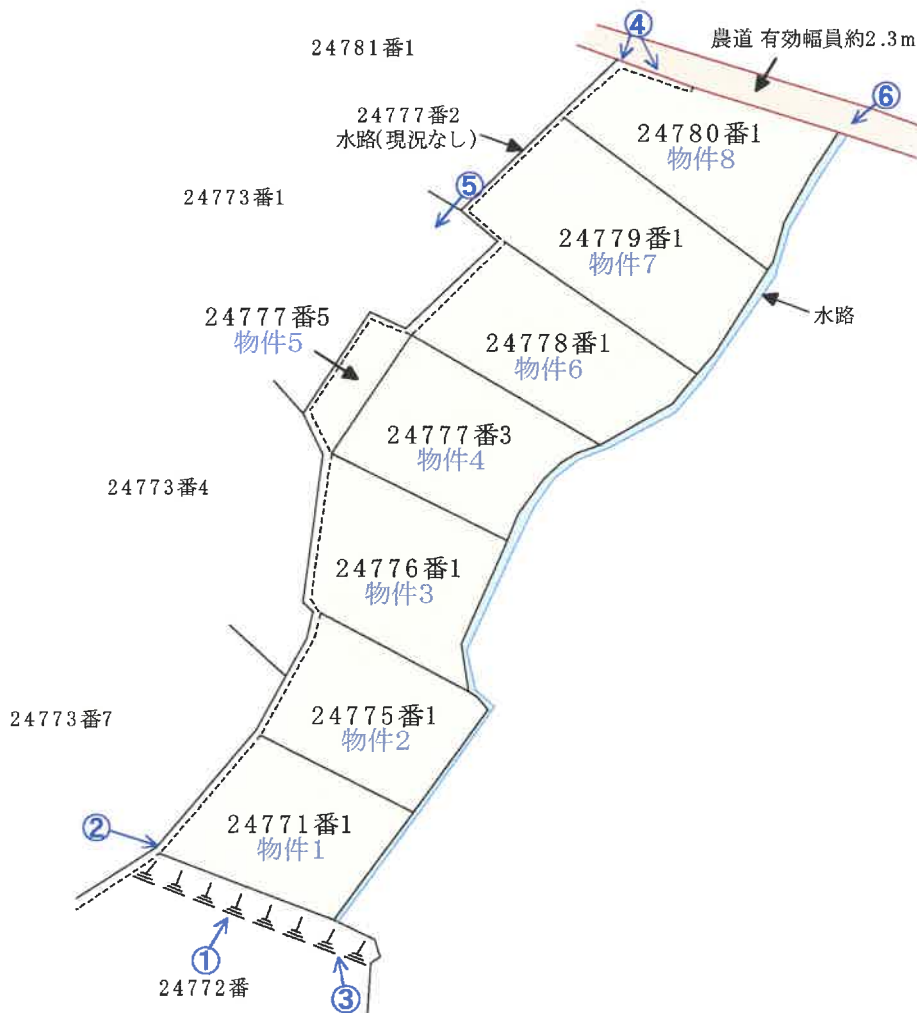 ④
24781番1
農道 有効幅員約2.3m
⑥
24777番2
水路(現況なし)
24780番1
物件8
24773番1
⑤
24779番1
物件7
24777番5
物件5
水路
24778番1
物件6
24777番3
物件4
24773番4
24776番1
物件3
24773番7
24775番1
物件2
②
24771番1
物件1
①
24772番
③